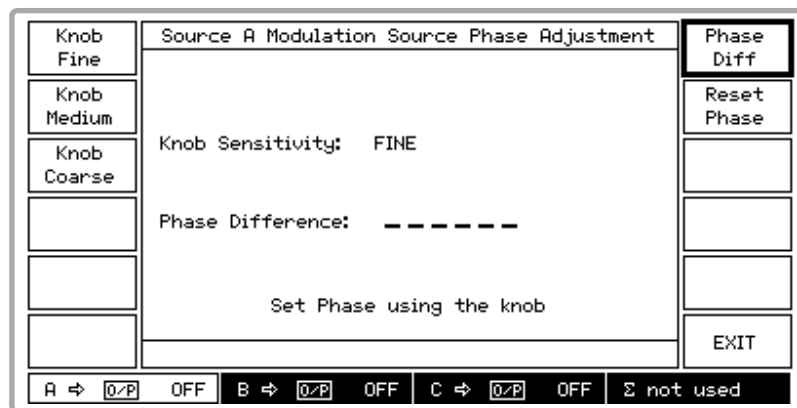 Knob
Fine
Knob
Medium
Knob
Coarse
Source A Modulation Source Phase Adjustment
Knob Sensitivity: FINE
Phase Difference: _ _ _ _ _ _
Set Phase using the knob
Phase
Diff
Reset
Phase
EXIT
A ⇨ O/P OFF B ⇨ O/P OFF C ⇨ O/P OFF Σ not used